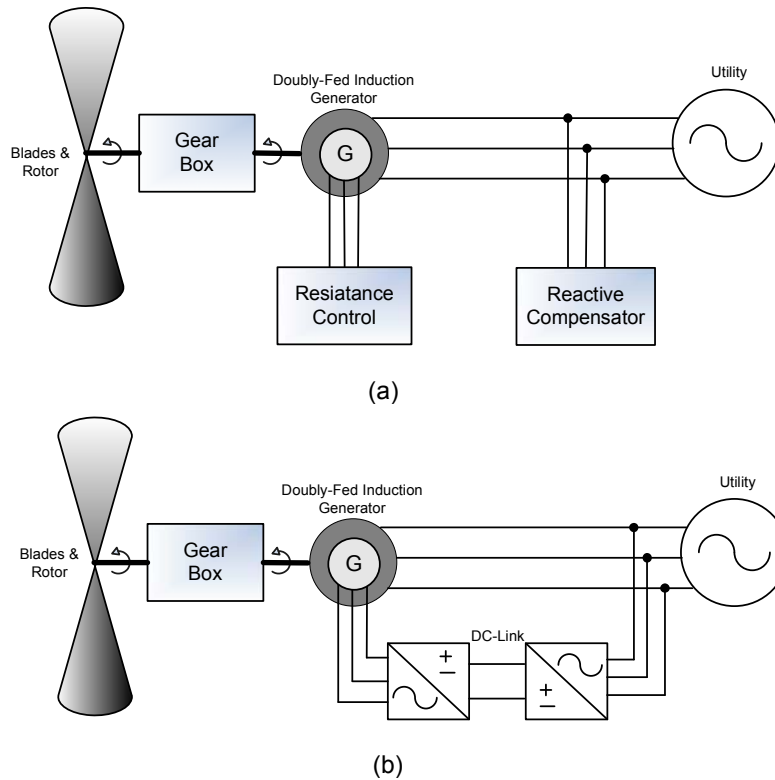 Doubly-Fed Induction
Generator
Utility
Blades &
Rotor
Gear
Box
G
Resiatance
Control
Reactive
Compensator
(a)
Doubly-Fed Induction
Generator
Utility
Blades &
Rotor
Gear
Box
G
DC-Link
+
−
+
−
(b)